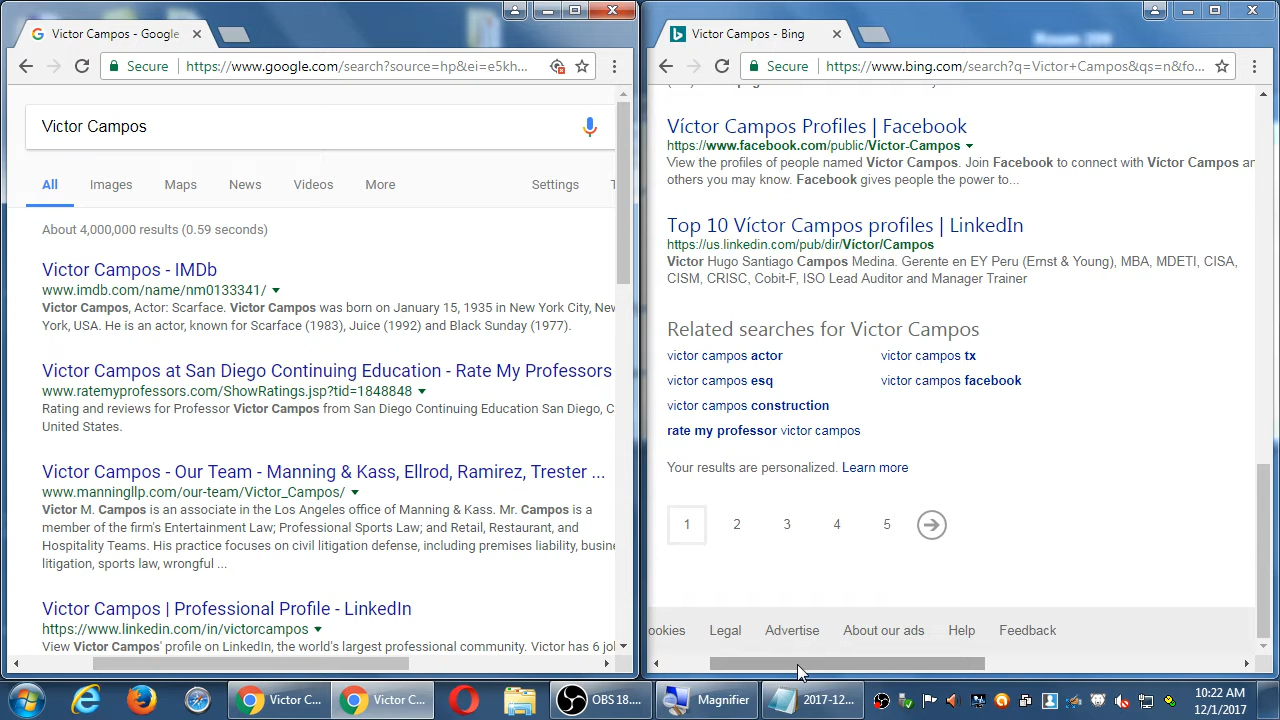 Victor Campos - Google
Secure
https://www.google.com/search?source=hp&ei=e5kh...
Victor Campos
All
Images
Maps
News
Videos
More
Settings
About 4,000,000 results (0.59 seconds)
Victor Campos - IMDb
www.imdb.com/name/nm0133341/
Victor Campos, Actor: Scarface. Victor Campos was born on January 15, 1935 in New York City, New
York, USA. He is an actor, known for Scarface (1983), Juice (1992) and Black Sunday (1977).
Victor Campos at San Diego Continuing Education - Rate My Professors
www.ratemyprofessors.com/ShowRatings.jsp?tid=1848848
Rating and reviews for Professor Victor Campos from San Diego Continuing Education San Diego, C
United States.
Victor Campos - Our Team - Manning & Kass, Ellrod, Ramirez, Trester ...
www.manningllp.com/our-team/Victor_Campos/
Victor M. Campos is an associate in the Los Angeles office of Manning & Kass. Mr. Campos is a
member of the firm's Entertainment Law; Professional Sports Law; and Retail, Restaurant, and
Hospitality Teams. His practice focuses on civil litigation defense, including premises liability, busine
litigation, sports law, wrongful ...
Victor Campos | Professional Profile - LinkedIn
https://www.linkedin.com/in/victorcampos
View Victor Campos' profile on LinkedIn, the world's largest professional community. Victor has 6 jol
Victor Campos - Bing
Room 209
Secure
https://www.bing.com/search?q=Victor+Campos&qs=n&fo...
Víctor Campos Profiles | Facebook
https://www.facebook.com/public/Víctor-Campos
View the profiles of people named Víctor Campos. Join Facebook to connect with Víctor Campos an
others you may know. Facebook gives people the power to...
Top 10 Víctor Campos profiles | LinkedIn
https://us.linkedin.com/pub/dir/Víctor/Campos
Victor Hugo Santiago Campos Medina. Gerente en EY Peru (Ernst & Young), MBA, MDETI, CISA,
CISM, CRISC, Cobit-F, ISO Lead Auditor and Manager Trainer
Related searches for Victor Campos
victor campos actor
victor campos tx
victor campos esq
victor campos facebook
victor campos construction
rate my professor victor campos
Your results are personalized. Learn more
1 2 3 4 5
ookies
Legal
Advertise
About our ads
Help
Feedback
Victor C...
Victor C...
OBS 18....
Magnifier
2017-12...
10:22 AM
12/1/2017